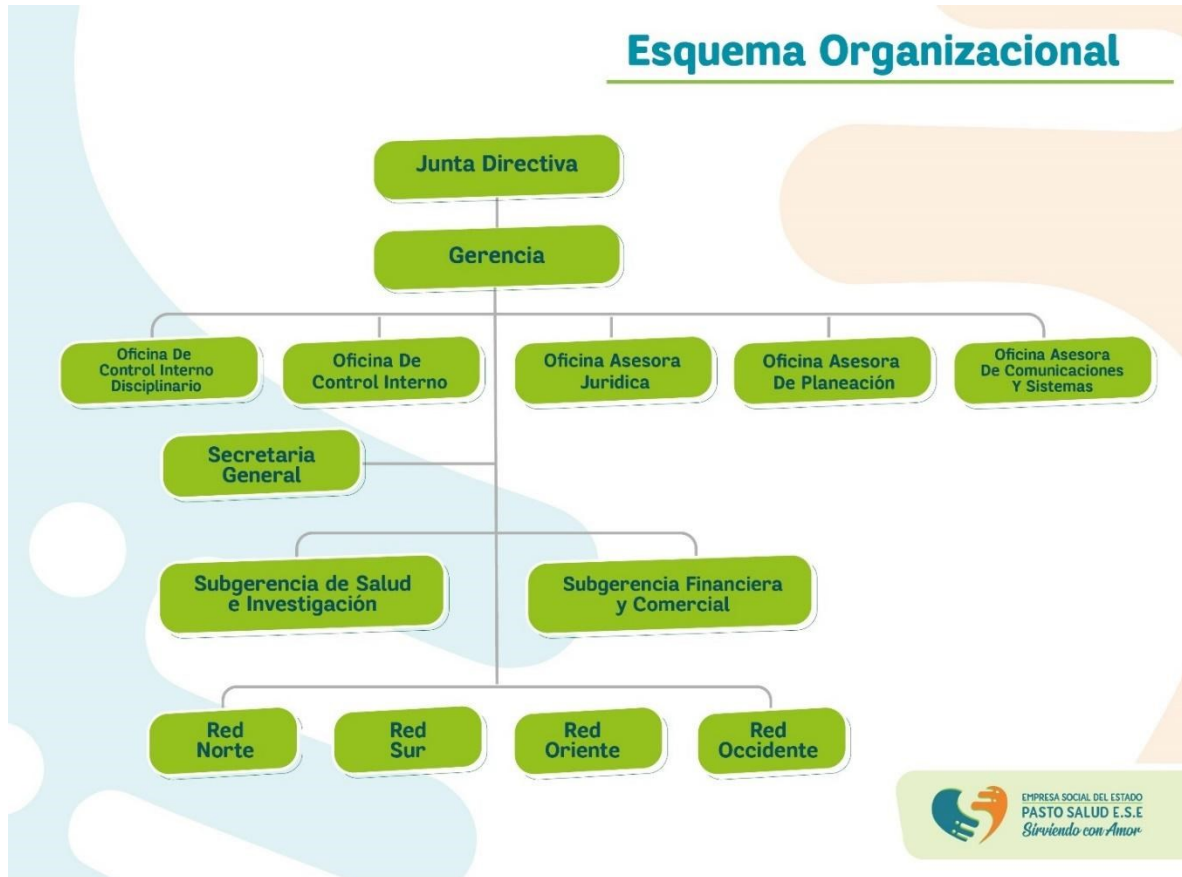 Esquema Organizacional
Junta Directiva
Gerencia
Oficina De
Control Interno
Disciplinario
Oficina De
Control Interno
Oficina Asesora
Juridica
Oficina Asesora
De Planeación
Oficina Asesora
De Comunicaciones
Y Sistemas
Secretaria
General
Subgerencia de Salud
e Investigación
Subgerencia Financiera
y Comercial
Red
Norte
Red
Sur
Red
Oriente
Red
Occidente
EMPRESA SOCIAL DEL ESTADO
PASTO SALUD E.S.E
Sirviendo con Amor